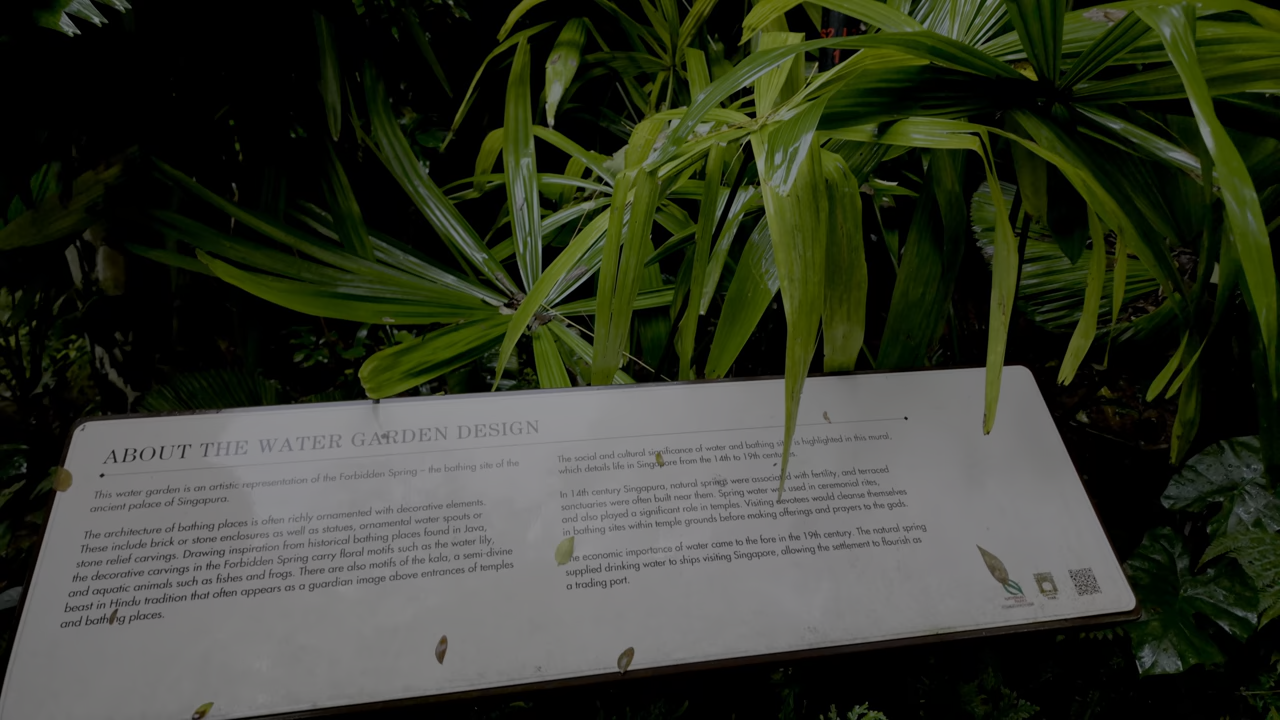 ABOUT THE WATER GARDEN DESIGN
This water garden is an artistic representation of the Forbidden Spring – the bathing site of the
ancient palace of Singapura.
The architecture of bathing places is often richly ornamented with decorative elements.
These include brick or stone enclosures as well as statues, ornamental water spouts or
stone relief carvings. Drawing inspiration from historical bathing places found in Java,
the decorative carvings in the Forbidden Spring carry floral motifs such as the water lily,
and aquatic animals such as fishes and frogs. There are also motifs of the kala, a semi-divine
beast in Hindu tradition that often appears as a guardian image above entrances of temples
and bathing places.
The social and cultural significance of water and bathing site is highlighted in this mural,
which details life in Singapore from the 14th to 19th centuries.
In 14th century Singapura, natural springs were associated with fertility, and terraced
sanctuaries were often built near them. Spring water was used in ceremonial rites,
and also played a significant role in temples. Visiting devotees would cleanse themselves
in bathing sites within temple grounds before making offerings and prayers to the gods.
The economic importance of water came to the fore in the 19th century. The natural spring
supplied drinking water to ships visiting Singapore, allowing the settlement to flourish as
a trading port.